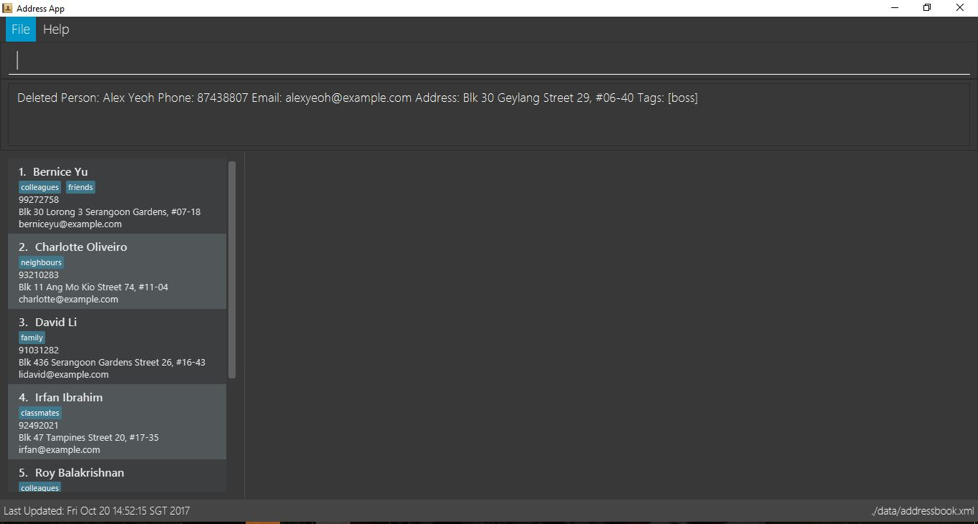 Address App
File Help
Deleted Person: Alex Yeoh Phone: 87438807 Email: alexyeoh@example.com Address: Blk 30 Geylang Street 29, #06-40 Tags: [boss]
1. Bernice Yu
colleagues friends
99272758
Blk 30 Lorong 3 Serangoon Gardens, #07-18
berniceyu@example.com
2. Charlotte Oliveiro
neighbours
93210283
Blk 11 Ang Mo Kio Street 74, #11-04
charlotte@example.com
3. David Li
family
91031282
Blk 436 Serangoon Gardens Street 26, #16-43
lidavid@example.com
4. Irfan Ibrahim
classmates
92492021
Blk 47 Tampines Street 20, #17-35
irfan@example.com
5. Roy Balakrishnan
colleagues
Last Updated: Fri Oct 20 14:52:15 SGT 2017
./data/addressbook.xml